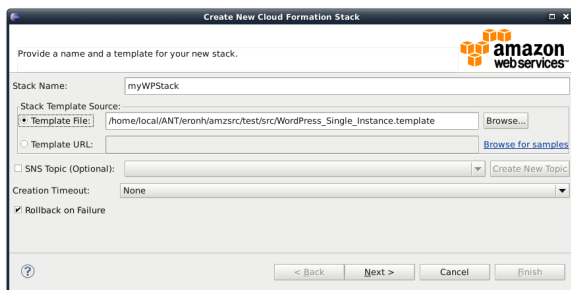 Create New Cloud Formation Stack
Provide a name and a template for your new stack.
amazon
webservices™
Stack Name: myWPStack
Stack Template Source:
Template File: /home/local/ANT/eronh/amzsrc/test/src/WordPress_Single_Instance.template Browse...
Template URL: Browse for samples
SNS Topic (Optional): Create New Topic
Creation Timeout: None
Rollback on Failure
? < Back Next > Cancel Finish